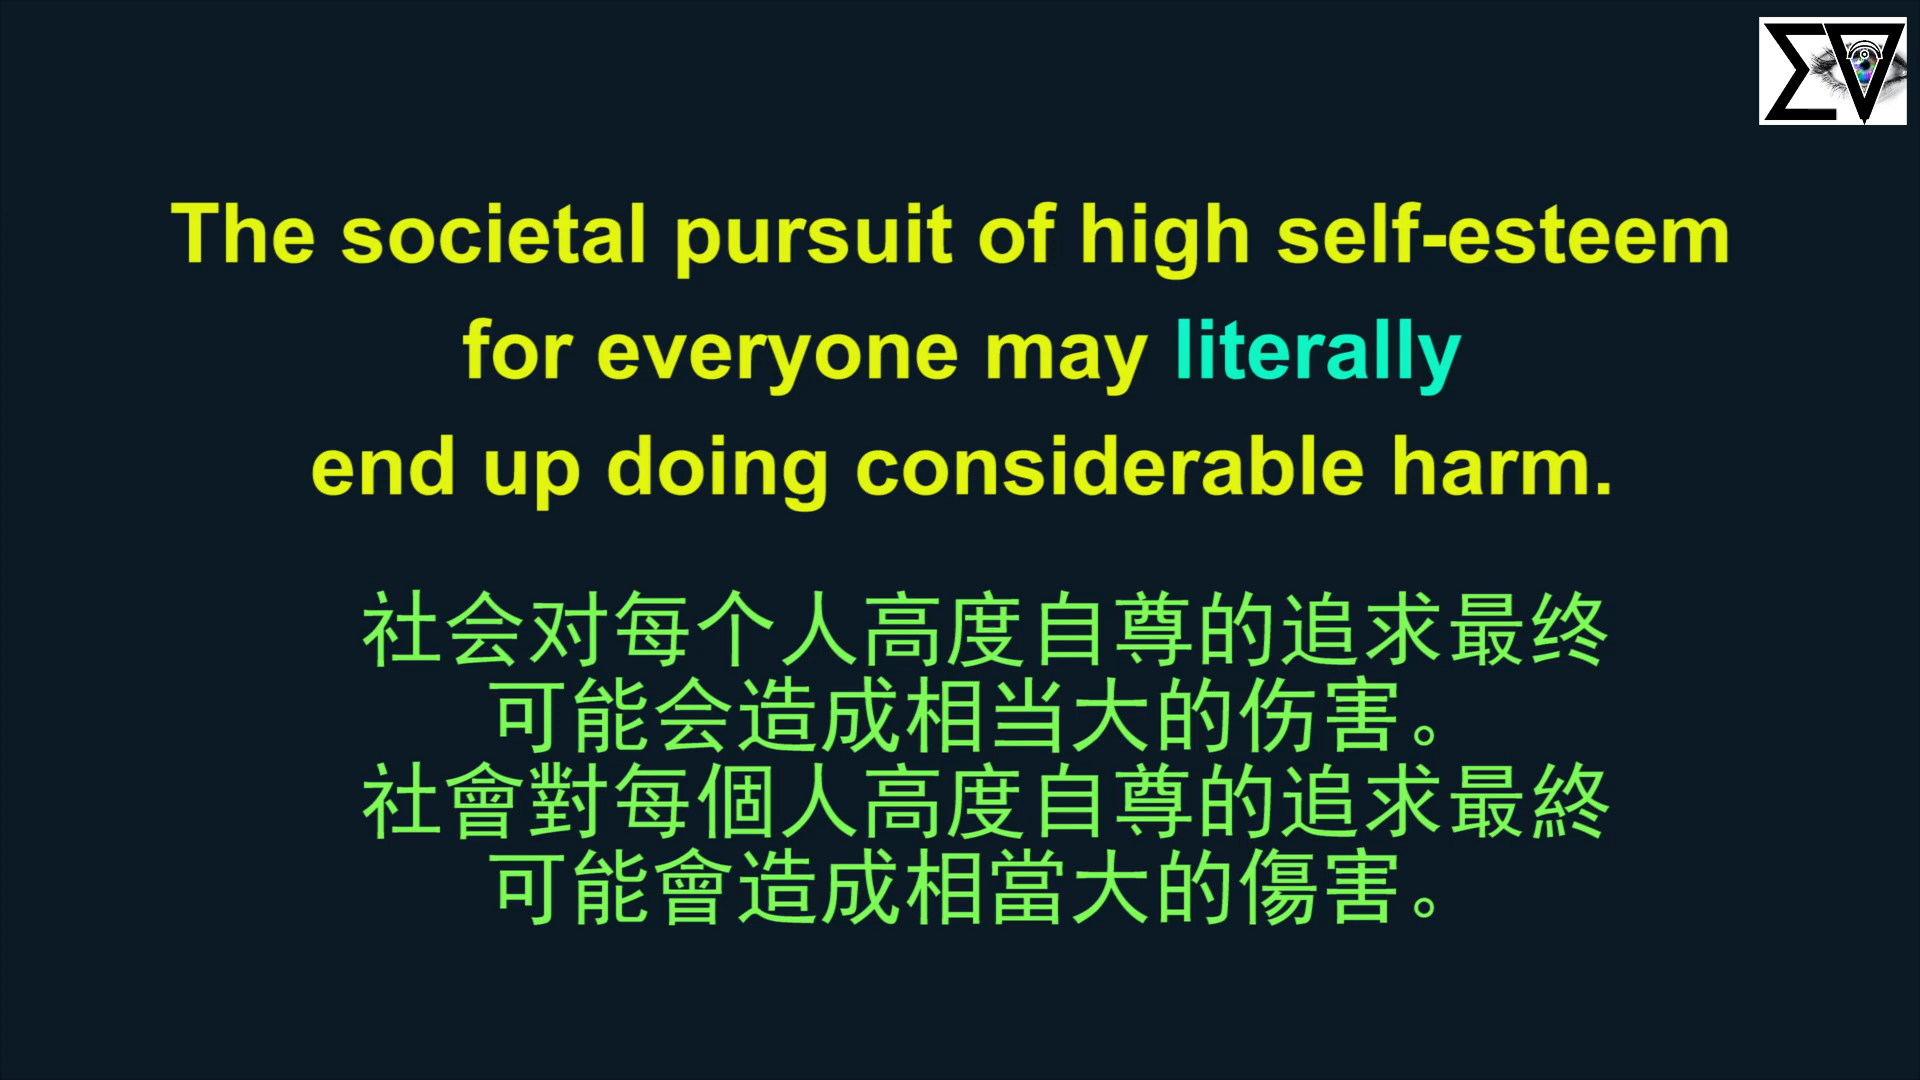 The societal pursuit of high self-esteem
for everyone may literally
end up doing considerable harm.
社会对每个人高度自尊的追求最终
可能会造成相当大的伤害。
社會對每個人高度自尊的追求最終
可能會造成相當大的傷害。